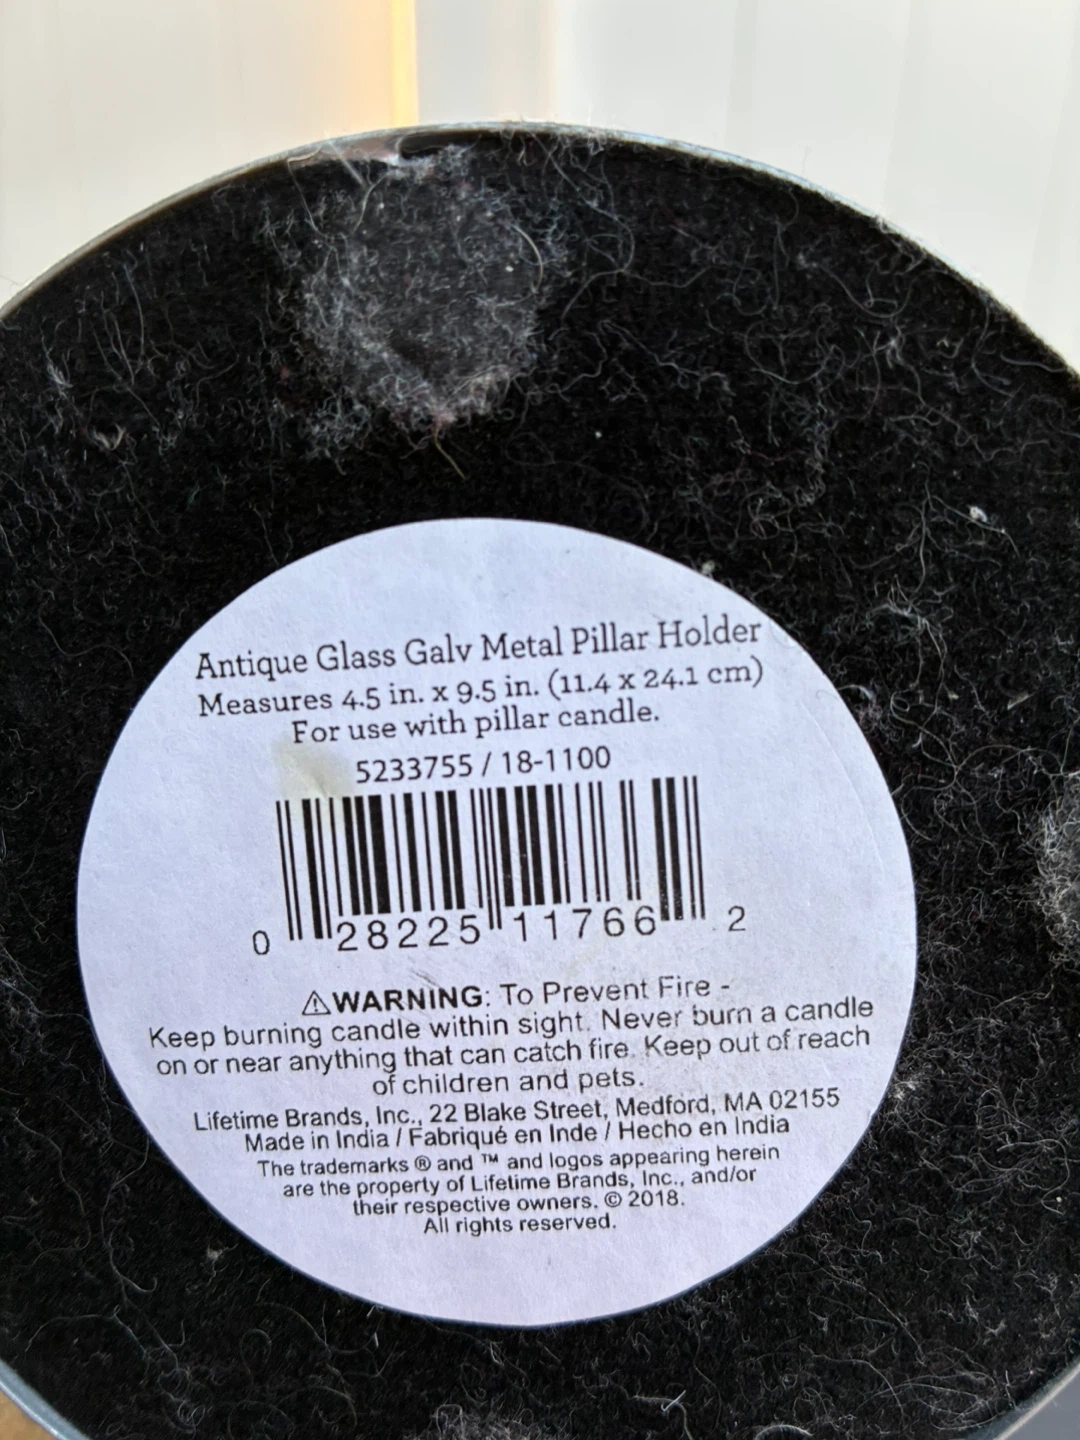 Antique Glass Galv Metal Pillar Holder
Measures 4.5 in. x 9.5 in. (11.4 x 24.1 cm)
For use with pillar candle.
5233755 / 18-1100
0 28225 11766 2
⚠WARNING: To Prevent Fire -
Keep burning candle within sight. Never burn a candle
on or near anything that can catch fire. Keep out of reach
of children and pets.
Lifetime Brands, Inc., 22 Blake Street, Medford, MA 02155
Made in India / Fabriqué en Inde / Hecho en India
The trademarks ® and ™ and logos appearing herein
are the property of Lifetime Brands, Inc., and/or
their respective owners. © 2018.
All rights reserved.